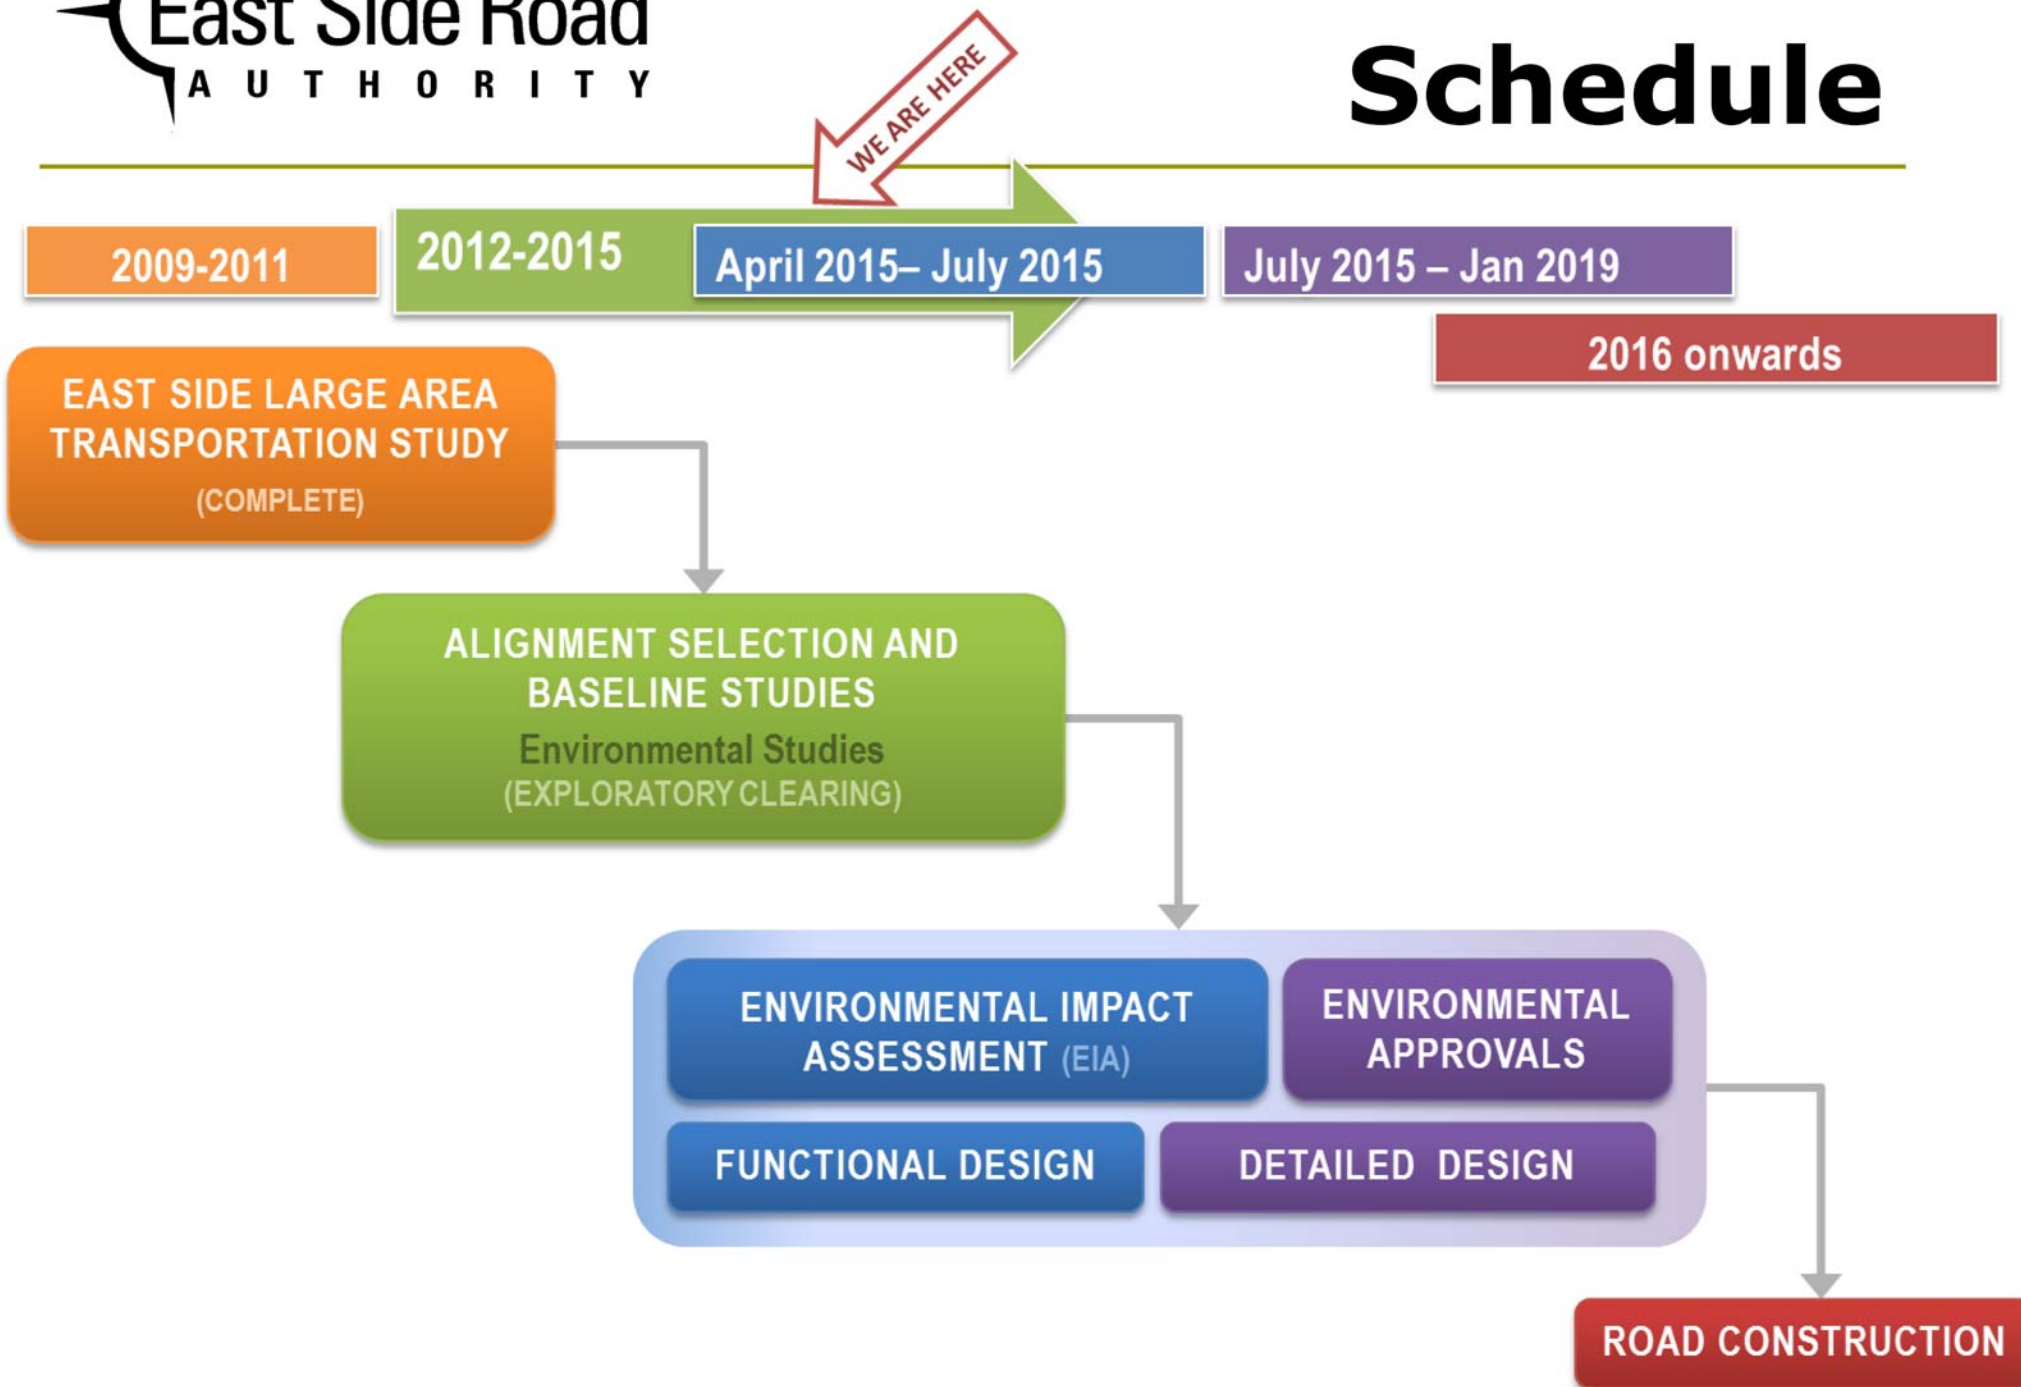 East Side Road
AUTHORITY
WE ARE HERE
Schedule
2009-2011
2012-2015
April 2015– July 2015
July 2015 – Jan 2019
2016 onwards
EAST SIDE LARGE AREA
TRANSPORTATION STUDY
(COMPLETE)
ALIGNMENT SELECTION AND
BASELINE STUDIES
Environmental Studies
(EXPLORATORY CLEARING)
ENVIRONMENTAL IMPACT
ASSESSMENT (EIA)
ENVIRONMENTAL
APPROVALS
FUNCTIONAL DESIGN
DETAILED DESIGN
ROAD CONSTRUCTION